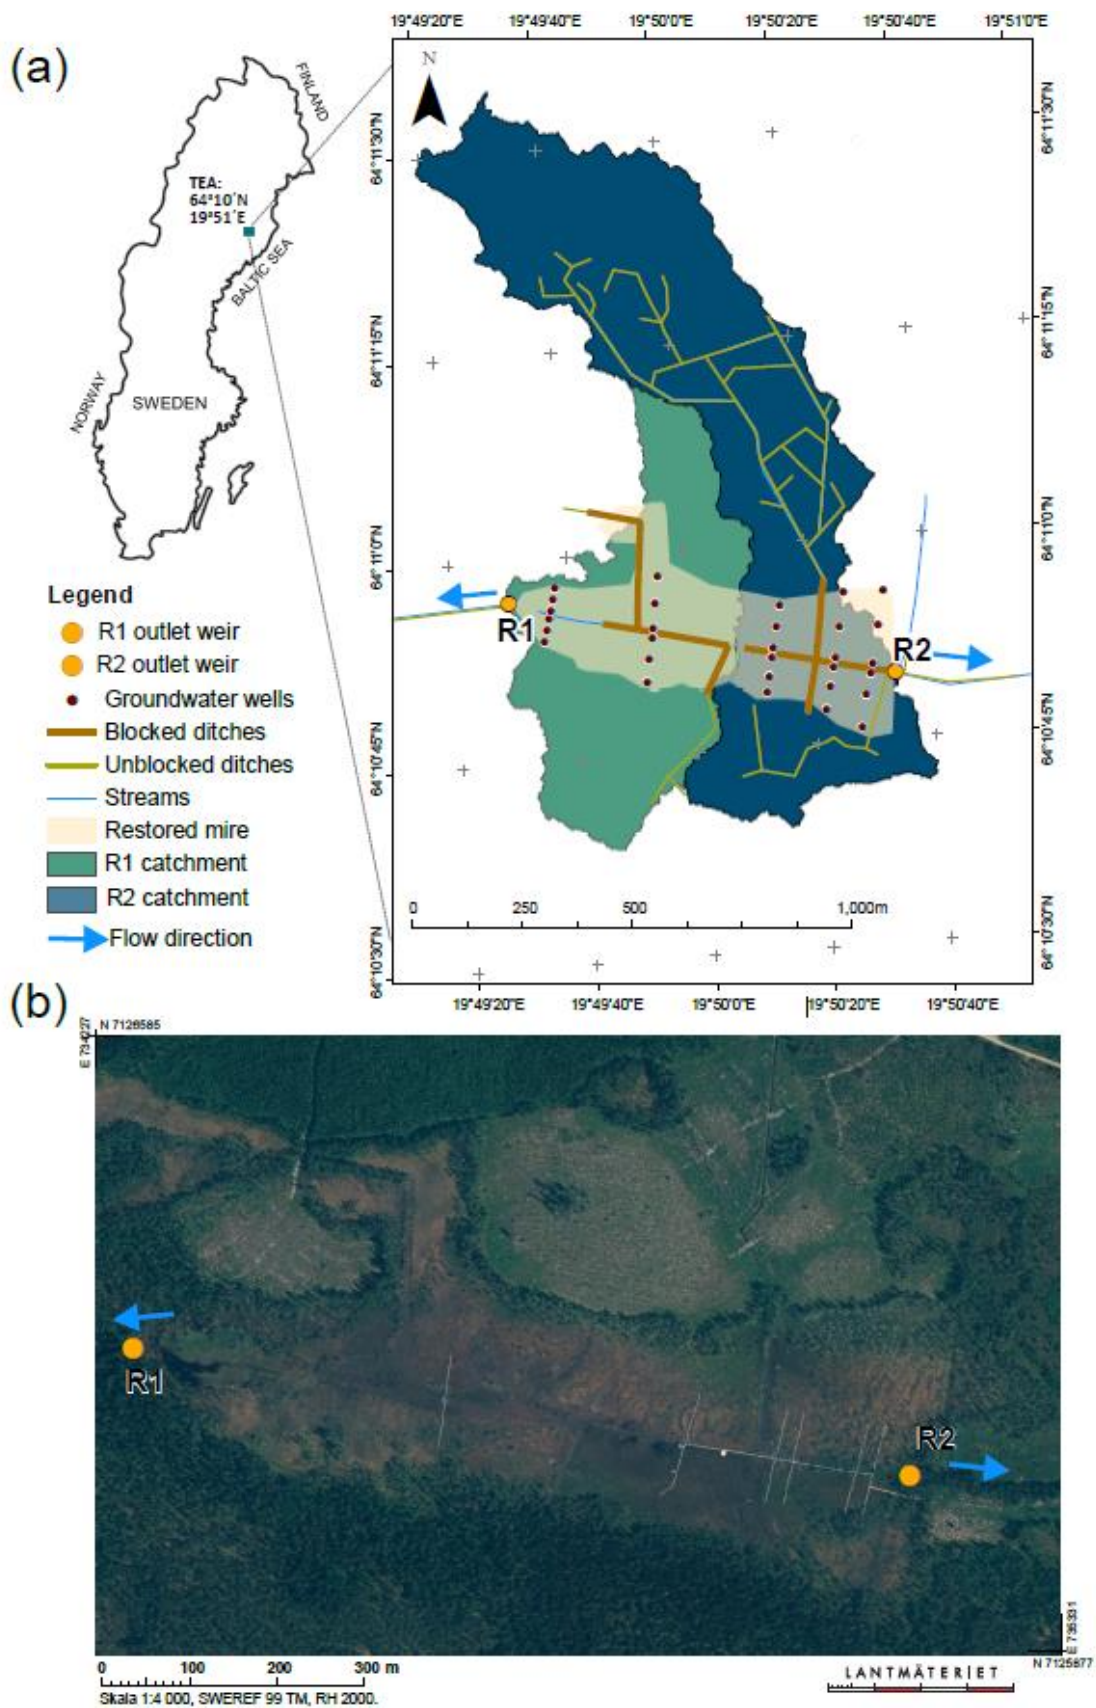 (a)
19°49'20"E 19°49'40"E 19°50'0"E 19°50'20"E 19°50'40"E 19°51'0"E
N
FINLAND
TEA:
64°10´N
19°51´E
BALTIC SEA
NORWAY
SWEDEN
64°11'30"N
64°11'15"N
64°11'0"N
64°10'45"N
64°10'30"N
64°11'30"N
64°11'15"N
64°11'0"N
64°10'45"N
64°10'30"N
R1
R2
Legend
R1 outlet weir
R2 outlet weir
Groundwater wells
Blocked ditches
Unblocked ditches
Streams
Restored mire
R1 catchment
R2 catchment
Flow direction
0 250 500 1,000m
19°49'20"E 19°49'40"E 19°50'0"E 19°50'20"E 19°50'40"E
(b)
N 7126585
E 734227
R1
R2
E 735331
N 7125877
0 100 200 300 m
Skala 1:4 000, SWEREF 99 TM, RH 2000.
LANTMÄTERIET